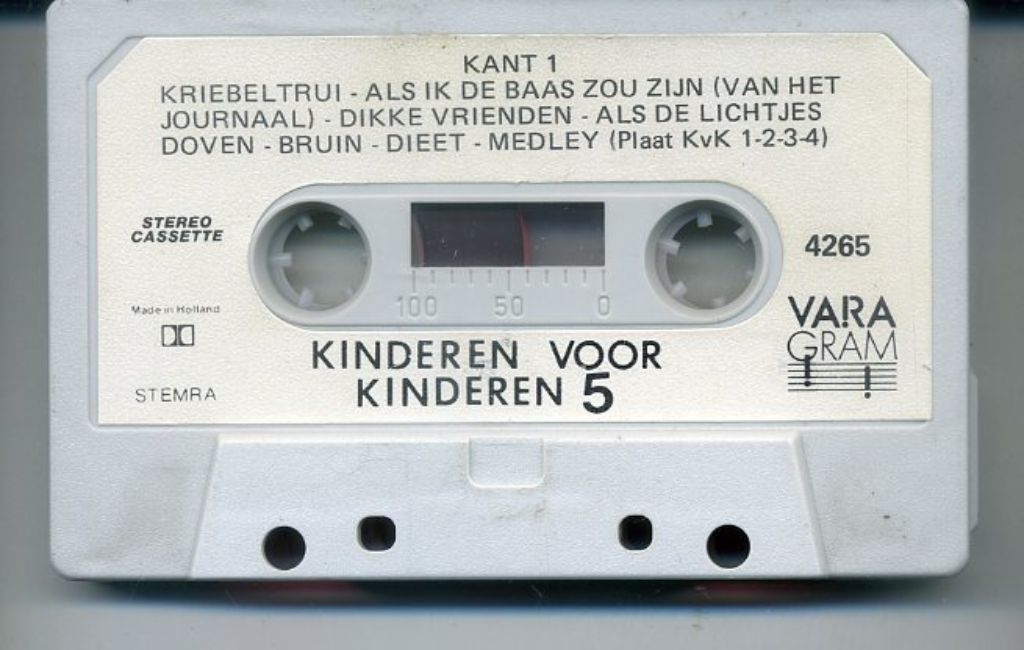 KANT 1
KRIEBELTRUI - ALS IK DE BAAS ZOU ZIJN (VAN HET
JOURNAAL) - DIKKE VRIENDEN - ALS DE LICHTJES
DOVEN - BRUIN - DIEET - MEDLEY (Plaat KvK 1-2-3-4)
STEREO
CASSETTE
4265
100 50 0
Made in Holland
VARA
GRAM
STEMRA
KINDEREN VOOR
KINDEREN 5